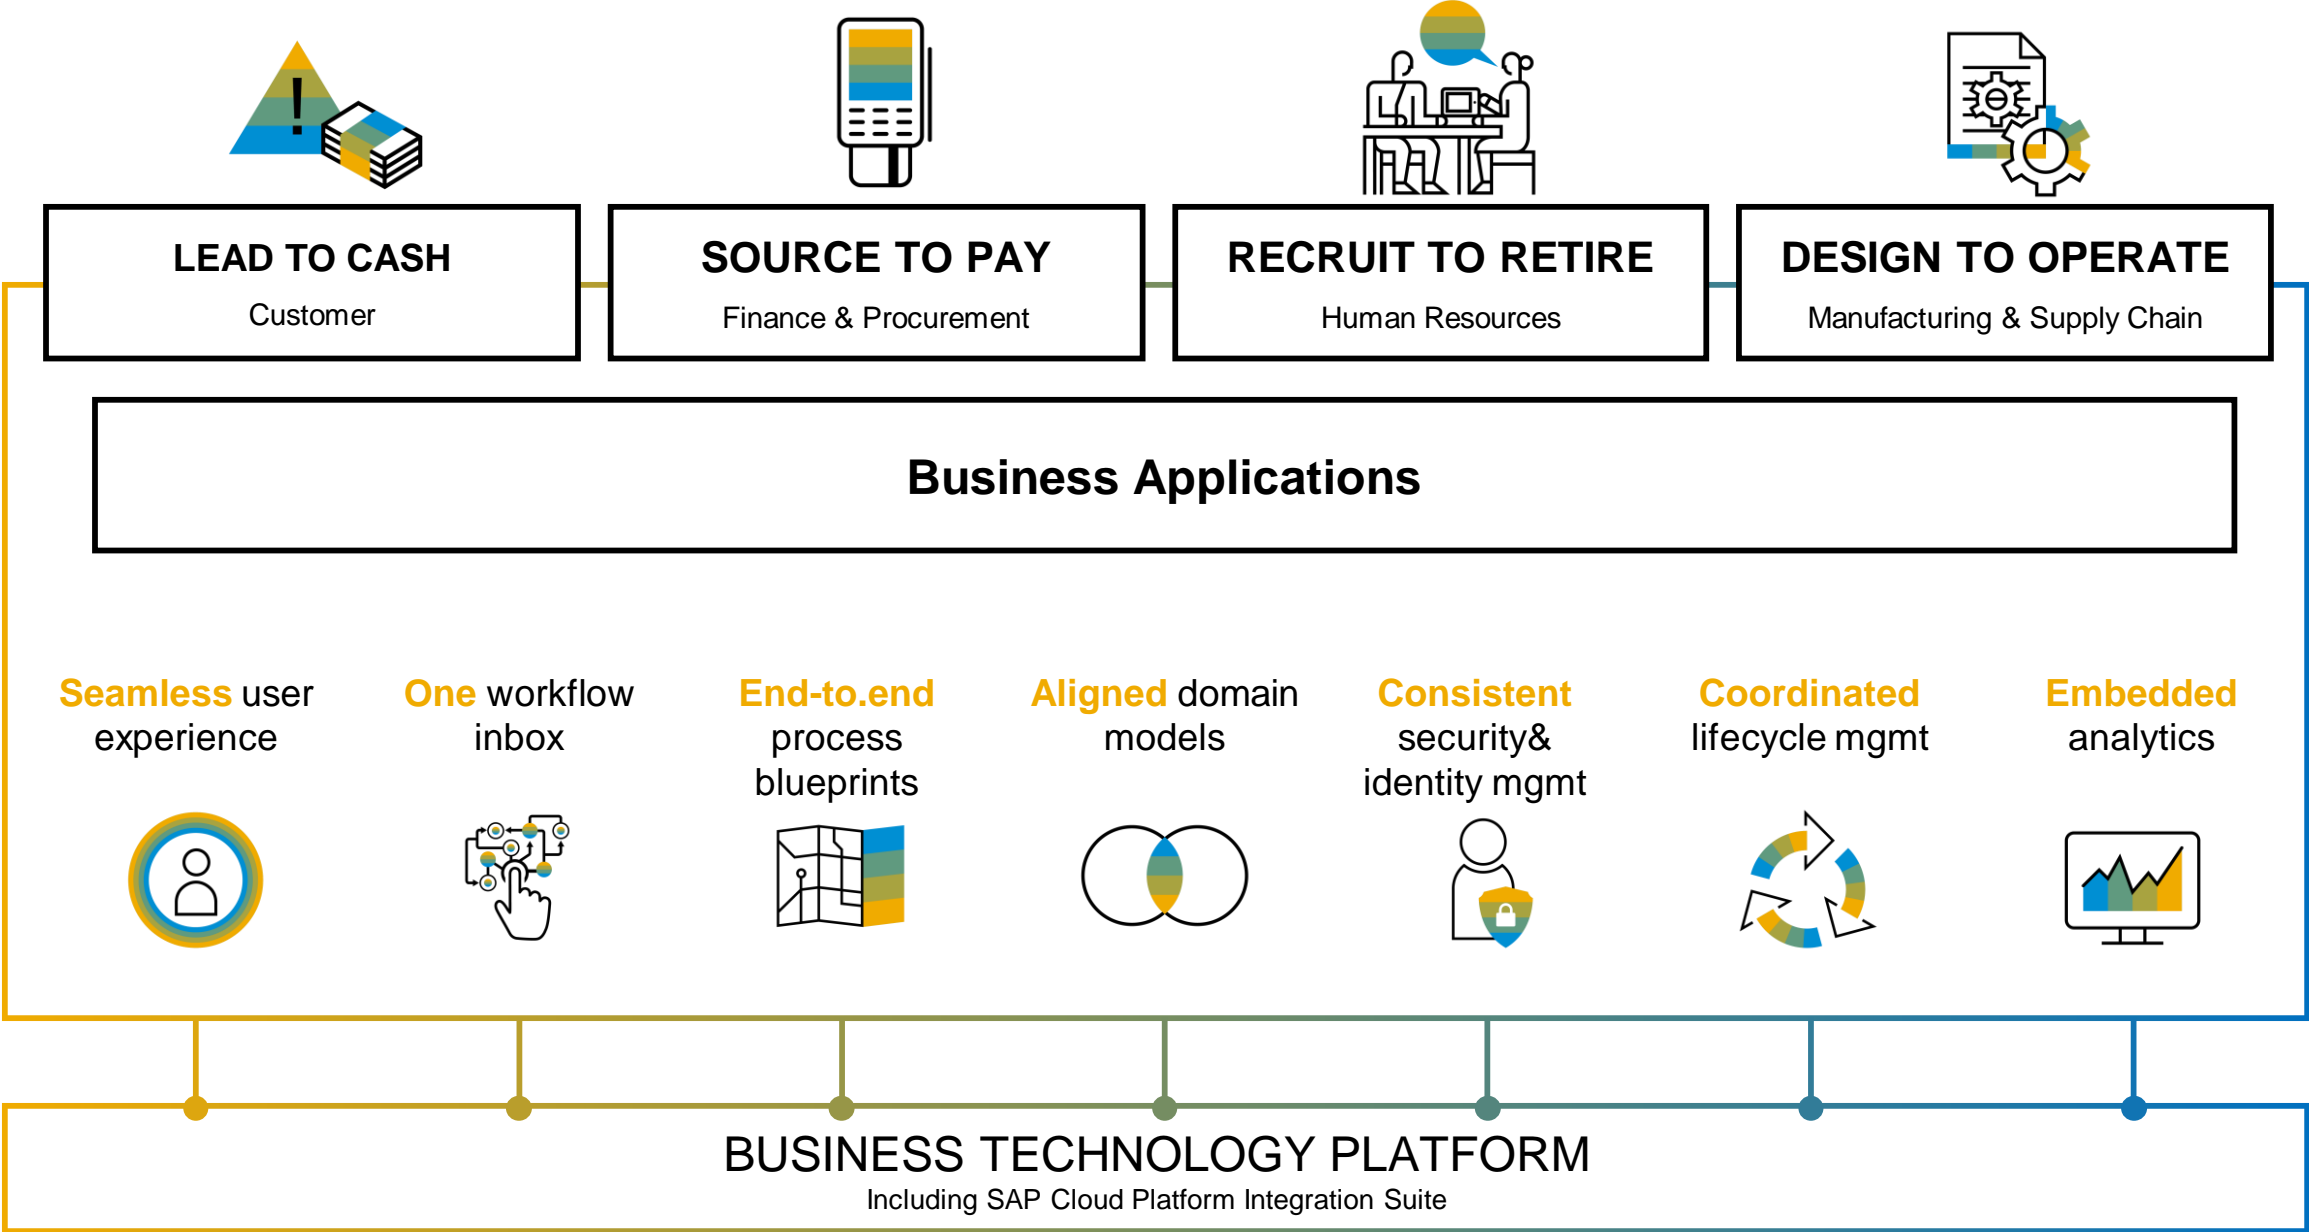 LEAD TO CASH
Customer
SOURCE TO PAY
Finance & Procurement
RECRUIT TO RETIRE
Human Resources
DESIGN TO OPERATE
Manufacturing & Supply Chain
Business Applications
Seamless user
experience
One workflow
inbox
End-to.end
process
blueprints
Aligned domain
models
Consistent
security&
identity mgmt
Coordinated
lifecycle mgmt
Embedded
analytics
BUSINESS TECHNOLOGY PLATFORM
Including SAP Cloud Platform Integration Suite